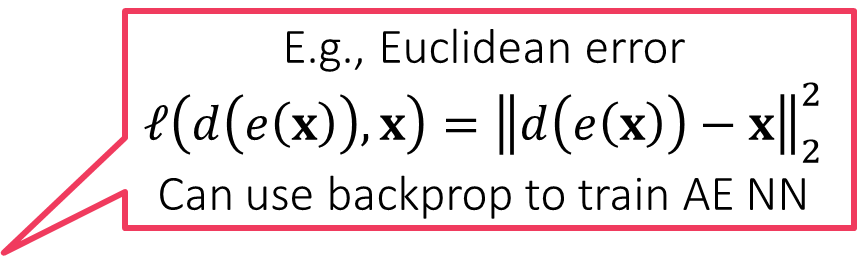 E.g., Euclidean error
ℓ(d(e(𝐱)), 𝐱) = ‖d(e(𝐱)) − 𝐱‖₂²
Can use backprop to train AE NN